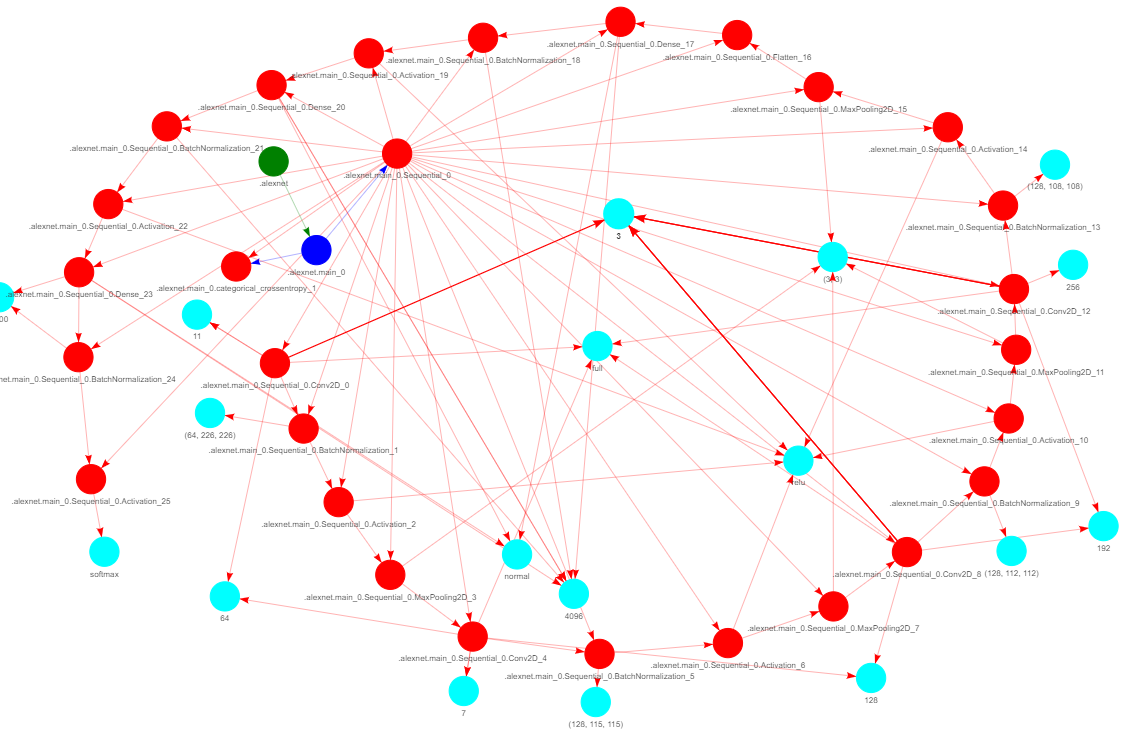 .alexnet.main_0.Sequential_0.Dense_17
.alexnet.main_0.Sequential_0.Flatten_16
.alexnet.main_0.Sequential_0.BatchNormalization_18
.alexnet.main_0.Sequential_0.Activation_19
.alexnet.main_0.Sequential_0.Dense_20
.alexnet.main_0.Sequential_0.MaxPooling2D_15
.alexnet.main_0.Sequential_0.BatchNormalization_21
.alexnet.main_0.Sequential_0.Activation_14
.alexnet.main_0.Sequential_0
.alexnet
(128, 108, 108)
.alexnet.main_0.Sequential_0.Activation_22
.alexnet.main_0.Sequential_0.BatchNormalization_13
3
.alexnet.main_0
(3, 3)
.alexnet.main_0.categorical_crossentropy_1
256
.alexnet.main_0.Sequential_0.Dense_23
.alexnet.main_0.Sequential_0.Conv2D_12
00
11
full
.alexnet.main_0.Sequential_0.MaxPooling2D_11
net.main_0.Sequential_0.BatchNormalization_24
.alexnet.main_0.Sequential_0.Conv2D_0
(64, 226, 226)
.alexnet.main_0.Sequential_0.Activation_10
.alexnet.main_0.Sequential_0.BatchNormalization_1
relu
.alexnet.main_0.Sequential_0.Activation_25
.alexnet.main_0.Sequential_0.BatchNormalization_9
.alexnet.main_0.Sequential_0.Activation_2
192
softmax
normal
.alexnet.main_0.Sequential_0.Conv2D_8
(128, 112, 112)
.alexnet.main_0.Sequential_0.MaxPooling2D_3
64
4096
.alexnet.main_0.Sequential_0.MaxPooling2D_7
.alexnet.main_0.Sequential_0.Conv2D_4
.alexnet.main_0.Sequential_0.Activation_6
.alexnet.main_0.Sequential_0.BatchNormalization_5
128
7
(128, 115, 115)